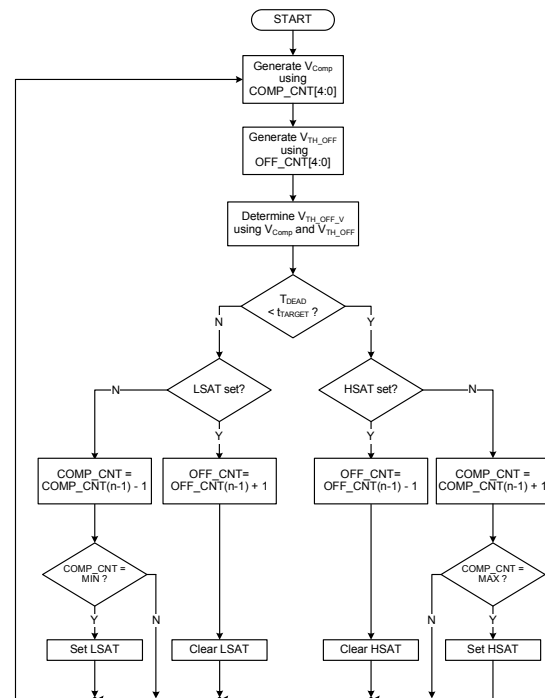 START
Generate VComp
using
COMP_CNT[4:0]
Generate VTH_OFF
using
OFF_CNT[4:0]
Determine VTH_OFF_V
using VComp and VTH_OFF
TDEAD
< tTARGET ?
N
Y
LSAT set?
HSAT set?
N
Y
Y
N
COMP_CNT =
COMP_CNT(n-1) - 1
OFF_CNT=
OFF_CNT(n-1) + 1
OFF_CNT=
OFF_CNT(n-1) - 1
COMP_CNT =
COMP_CNT(n-1) + 1
COMP_CNT =
MIN ?
COMP_CNT =
MAX ?
Y
N
N
Y
Set LSAT
Clear LSAT
Clear HSAT
Set HSAT